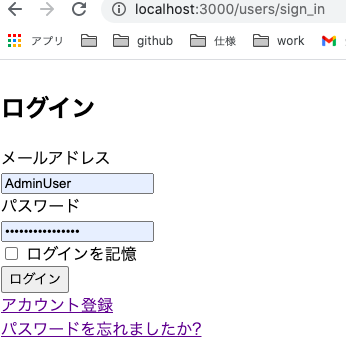 localhost:3000/users/sign_in
アプリ github 仕様 work
ログイン
メールアドレス
AdminUser
パスワード
••••••••••••••••
ログインを記憶
ログイン
アカウント登録
パスワードを忘れましたか?